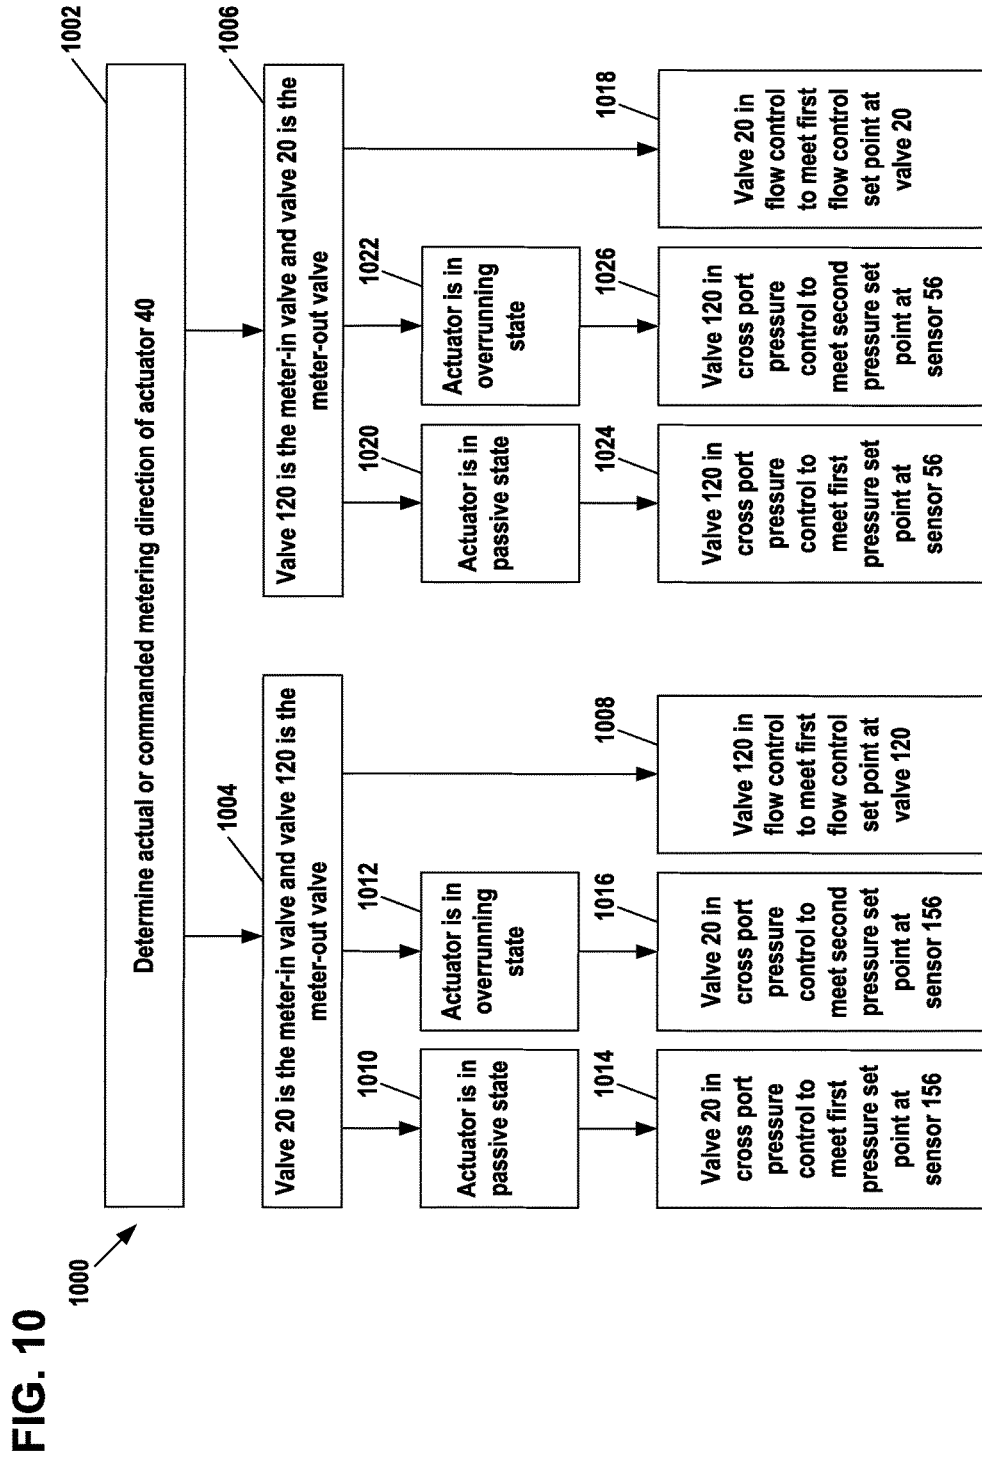 FIG. 10
1000
1002
Determine actual or commanded metering direction of actuator 40
1004
Valve 20 is the meter-in valve and valve 120 is the
meter-out valve
1006
Valve 120 is the meter-in valve and valve 20 is the
meter-out valve
1010
Actuator is in
passive state
1012
Actuator is in
overrunning
state
1020
Actuator is in
passive state
1022
Actuator is in
overrunning
state
1014
Valve 20 in
cross port
pressure
control to
meet first
pressure set
point at
sensor 156
1016
Valve 20 in
cross port
pressure
control to
meet second
pressure set
point at
sensor 156
1008
Valve 120 in
flow control
to meet first
flow control
set point at
valve 120
1024
Valve 120 in
cross port
pressure
control to
meet first
pressure set
point at
sensor 56
1026
Valve 120 in
cross port
pressure
control to
meet second
pressure set
point at
sensor 56
1018
Valve 20 in
flow control
to meet first
flow control
set point at
valve 20